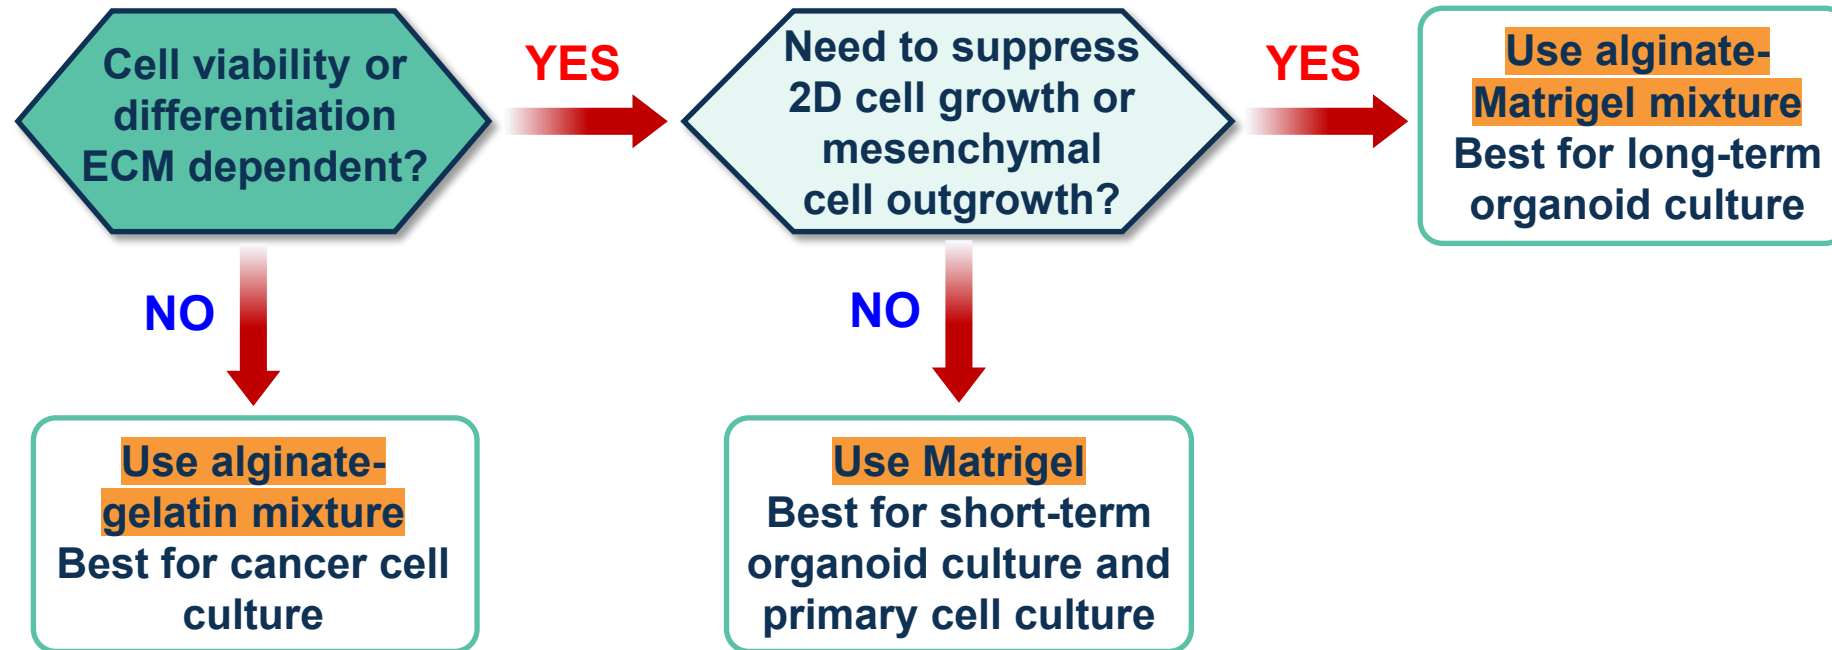 Cell viability or
differentiation
ECM dependent?
YES
Need to suppress
2D cell growth or
mesenchymal
cell outgrowth?
YES
Use alginate-
Matrigel mixture
Best for long-term
organoid culture
NO
Use alginate-
gelatin mixture
Best for cancer cell
culture
NO
Use Matrigel
Best for short-term
organoid culture and
primary cell culture